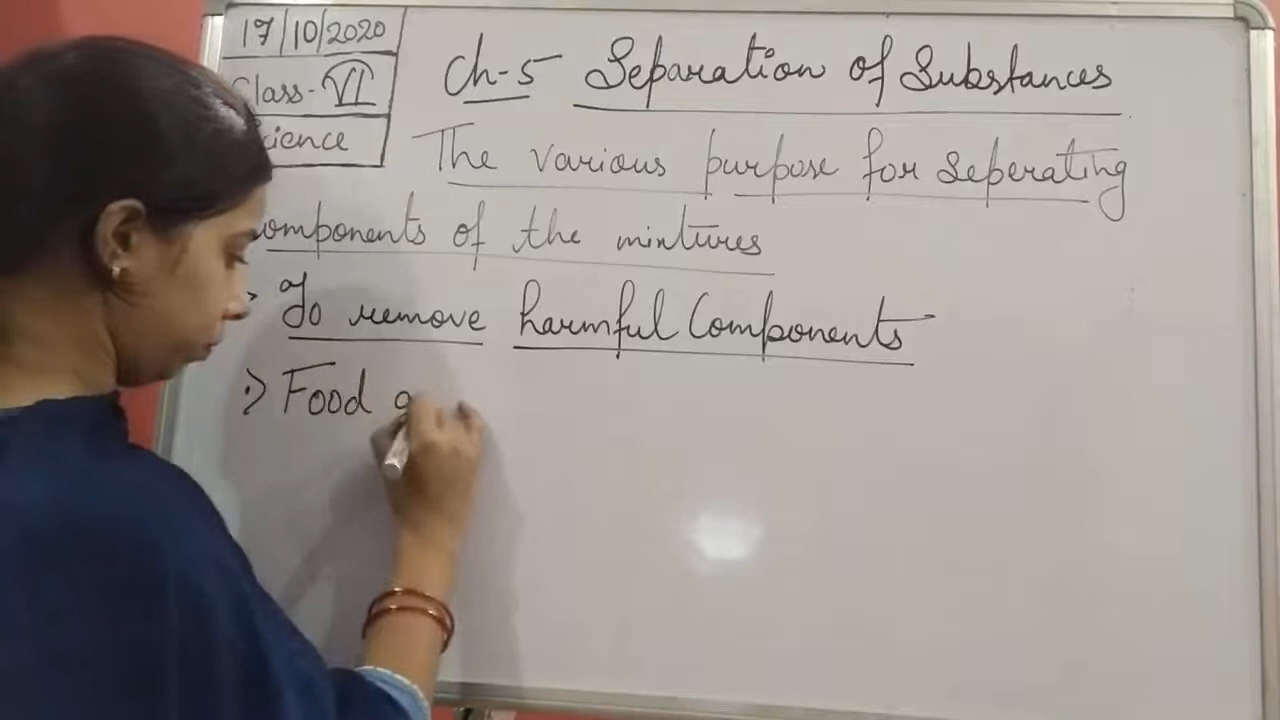 17/10/2020
Class-VI
Science
Ch-5 Separation of Substances
The various purpose for seperating
components of the mixtures
> To remove harmful Components
·> Food g